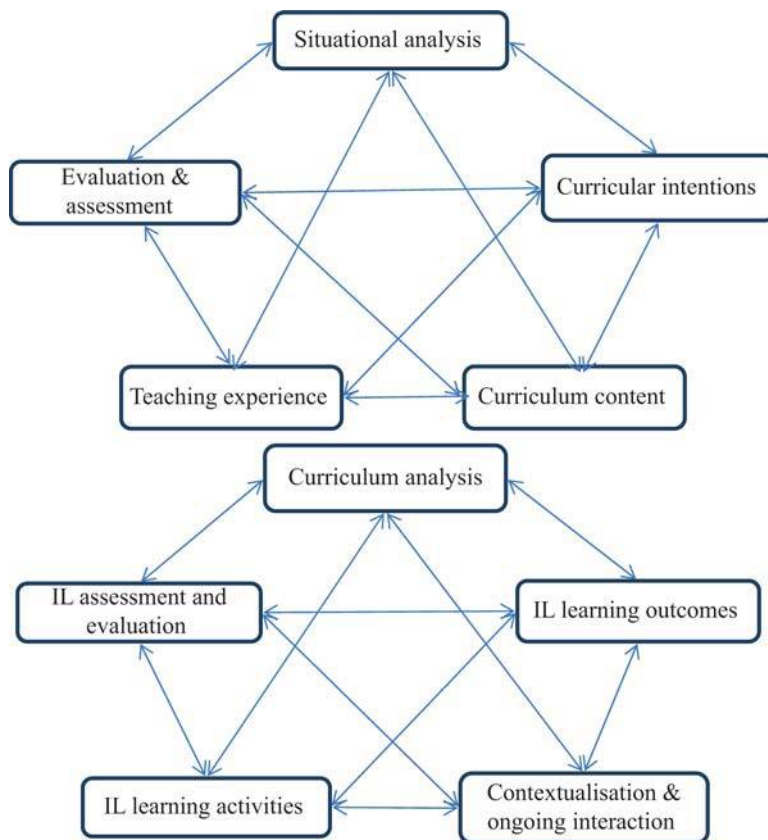 Situational analysis
Evaluation &
assessment
Curricular intentions
Teaching experience
Curriculum content
Curriculum analysis
IL assessment and
evaluation
IL learning outcomes
IL learning activities
Contextualisation &
ongoing interaction